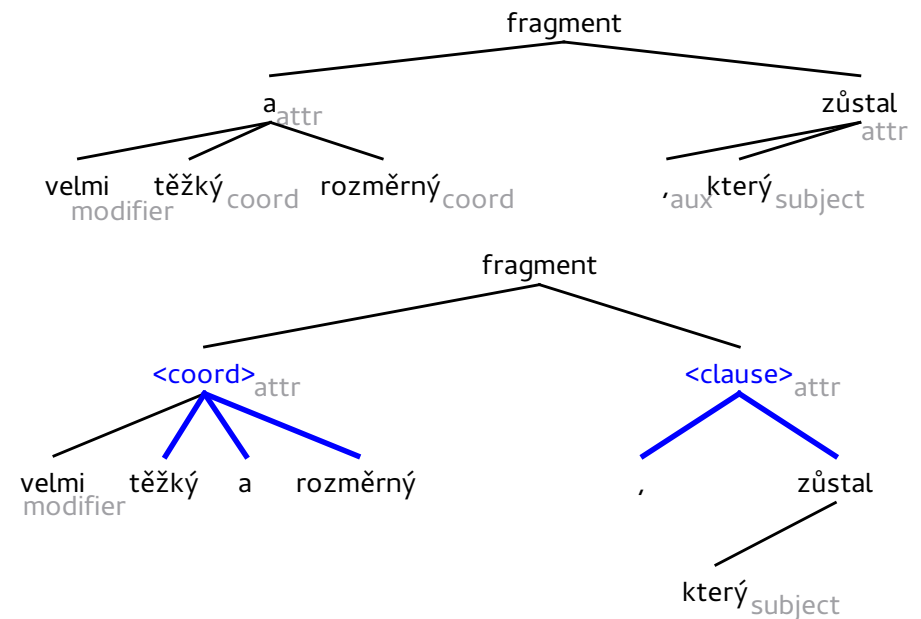 fragment
a attr zůstal attr
velmi modifier těžký coord rozměrný coord , aux který subject
fragment
<coord> attr <clause> attr
velmi modifier těžký a rozměrný , zůstal
který subject